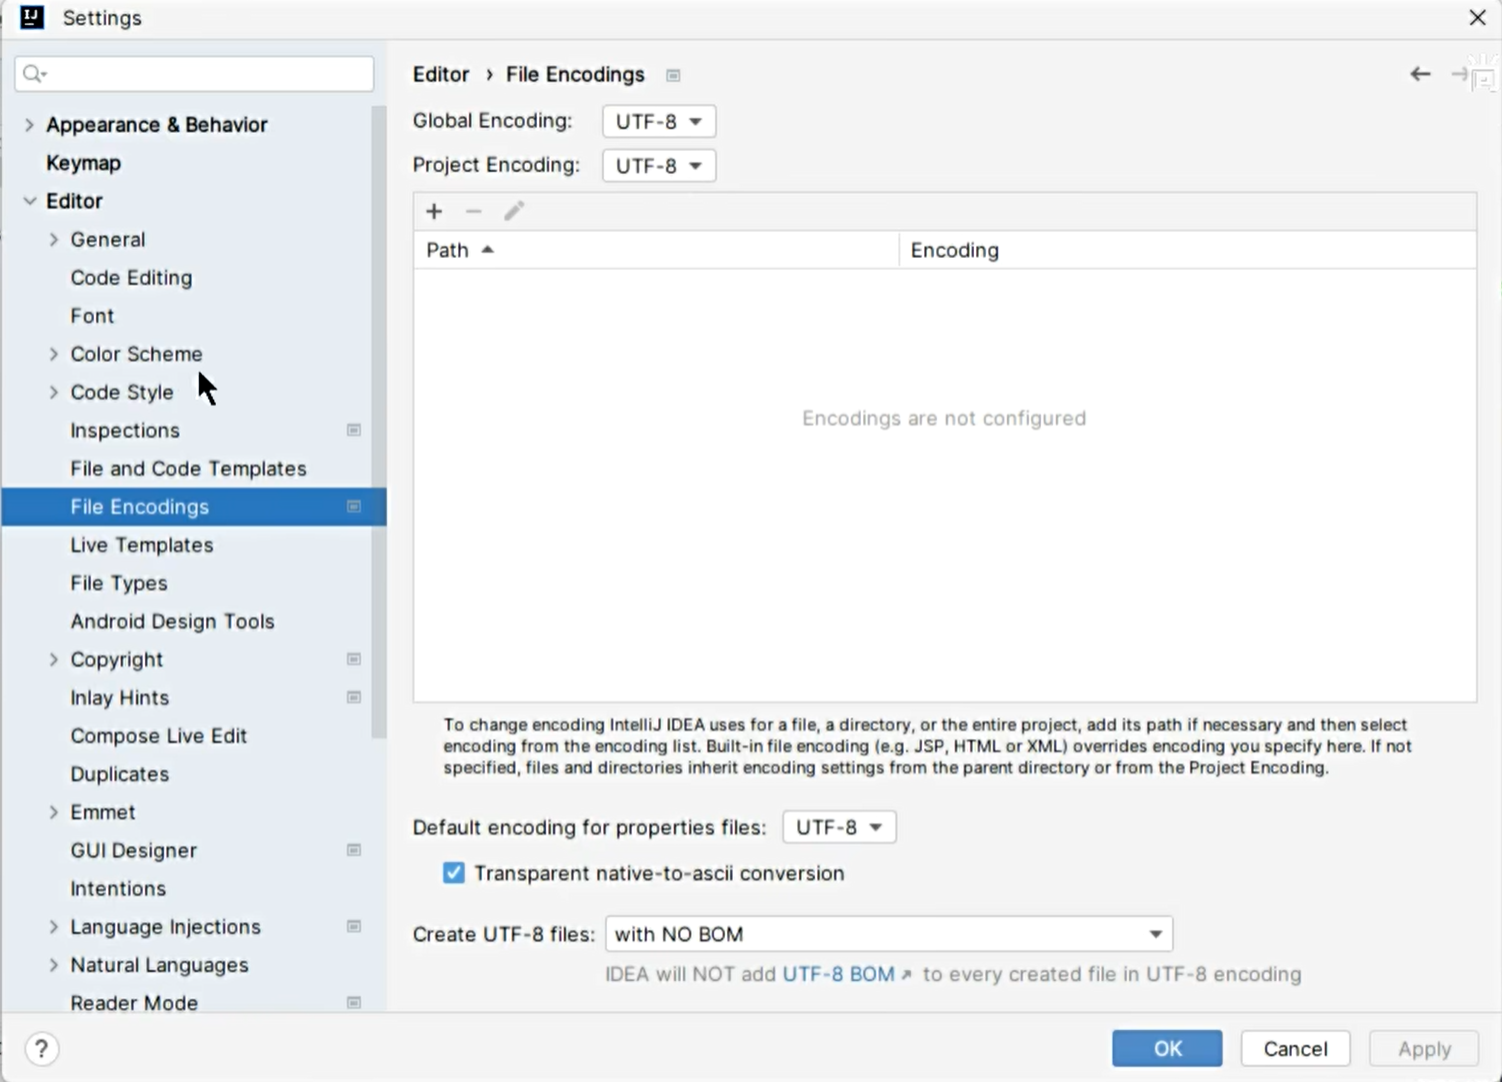 Settings
Appearance & Behavior
Keymap
Editor
General
Code Editing
Font
Color Scheme
Code Style
Inspections
File and Code Templates
File Encodings
Live Templates
File Types
Android Design Tools
Copyright
Inlay Hints
Compose Live Edit
Duplicates
Emmet
GUI Designer
Intentions
Language Injections
Natural Languages
Reader Mode
Editor › File Encodings
Global Encoding: UTF-8
Project Encoding: UTF-8
Path Encoding
Encodings are not configured
To change encoding IntelliJ IDEA uses for a file, a directory, or the entire project, add its path if necessary and then select
encoding from the encoding list. Built-in file encoding (e.g. JSP, HTML or XML) overrides encoding you specify here. If not
specified, files and directories inherit encoding settings from the parent directory or from the Project Encoding.
Default encoding for properties files: UTF-8
Transparent native-to-ascii conversion
Create UTF-8 files: with NO BOM
IDEA will NOT add UTF-8 BOM ↗ to every created file in UTF-8 encoding
? OK Cancel Apply